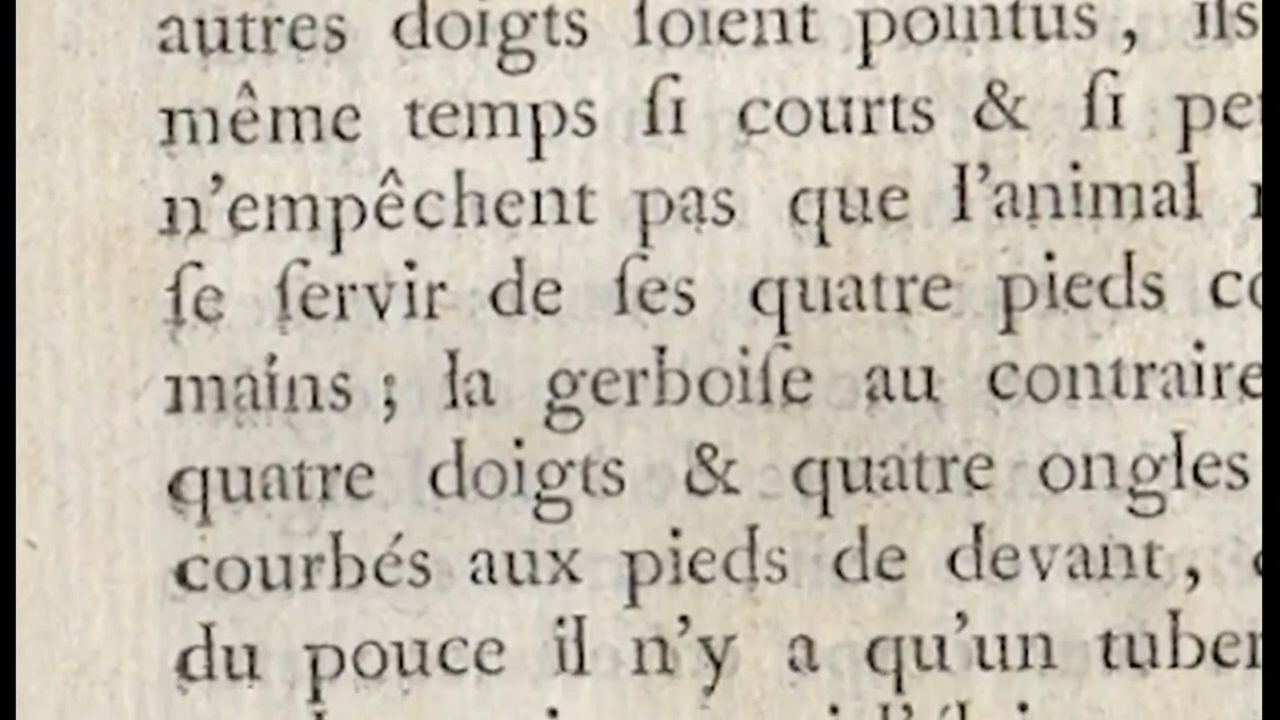 autres doigts ſoient pointus, ils
même temps ſi courts & ſi
n'empêchent pas que l'animal
ſe ſervir de ſes quatre pieds
mains ; la gerboiſe au contraire
quatre doigts & quatre ongles
courbés aux pieds de devant,
du pouce il n'y a qu'un